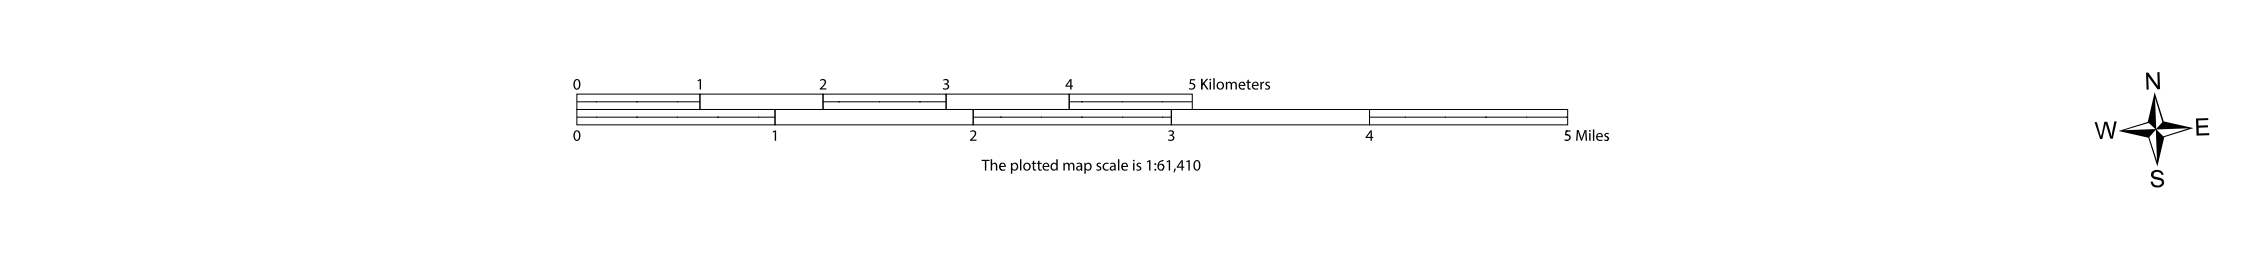 0 1 2 3 4 5 Kilometers
0 1 2 3 4 5 Miles
The plotted map scale is 1:61,410
N
W E
S